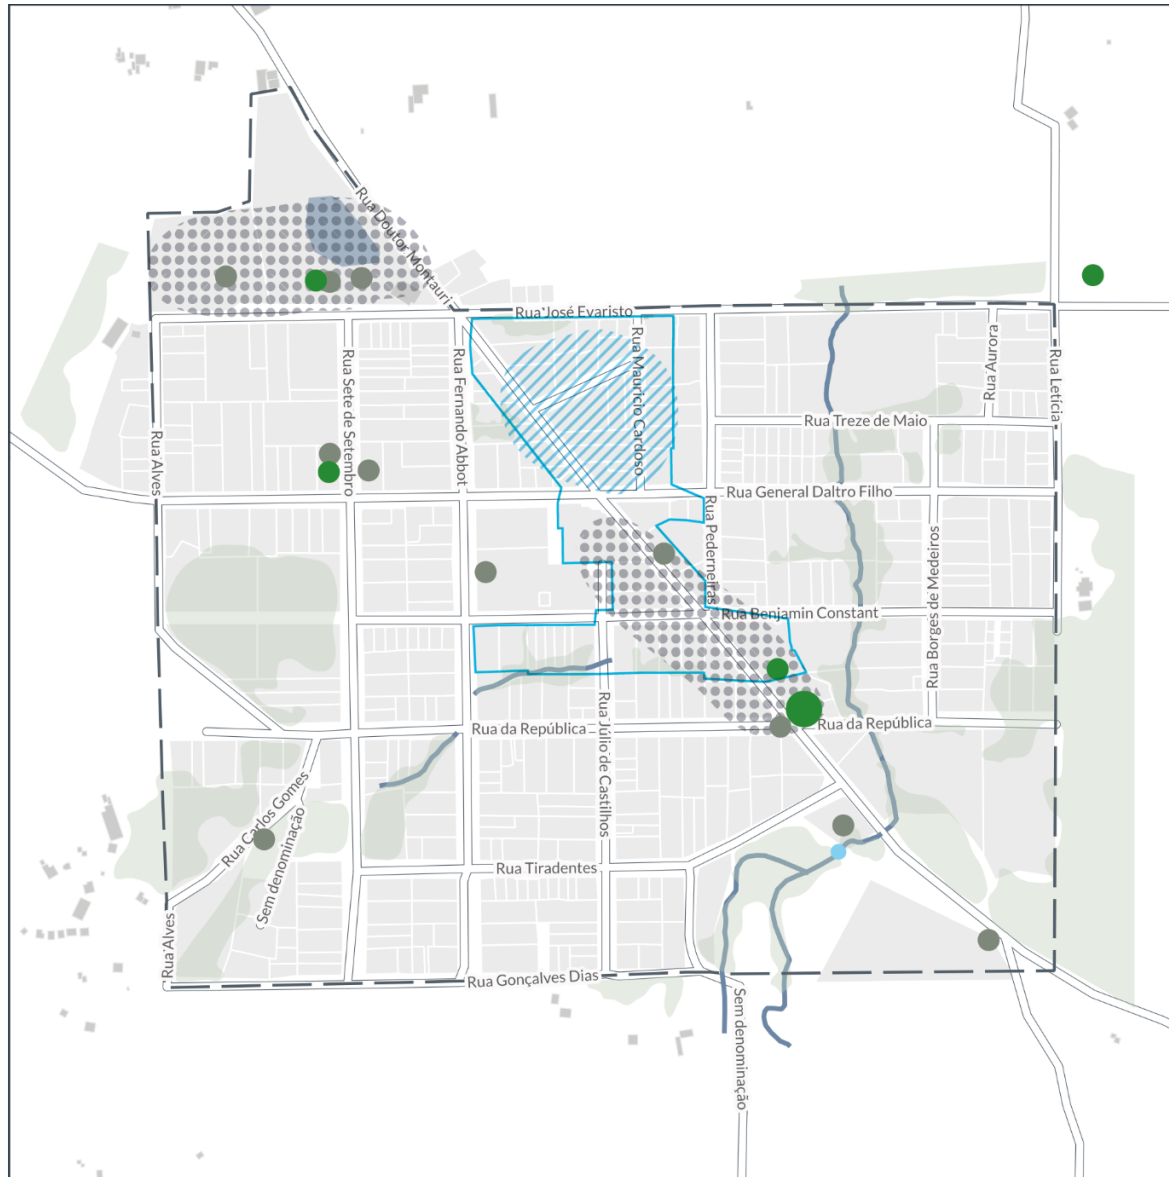 Rua Doutor Montauri
Rua José Evaristo
Rua Sete de Setembro
Rua Fernando Abbot
Rua Mauricio Cardoso
Rua Aurora
Rua Letícia
Rua Treze de Maio
Rua Alves
Rua General Daltro Filho
Rua Pederneiras
Rua Borges de Medeiros
Rua Benjamin Constant
Rua da República
Rua da República
Rua Júlio de Castilhos
Rua Carlos Gomes
Sem denominação
Rua Tiradentes
Rua Alves
Rua Gonçalves Dias
Sem denominação